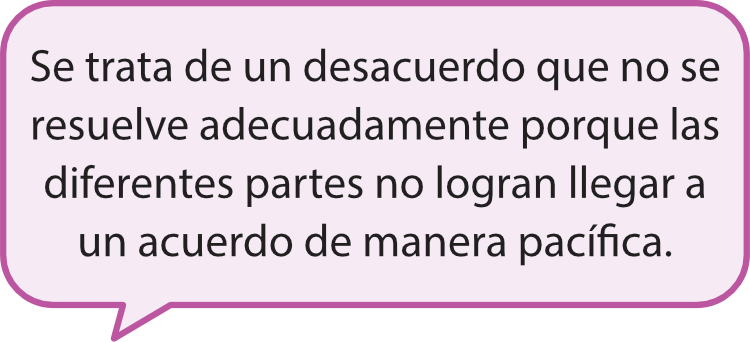 Se trata de un desacuerdo que no se
resuelve adecuadamente porque las
diferentes partes no logran llegar a
un acuerdo de manera pacífica.